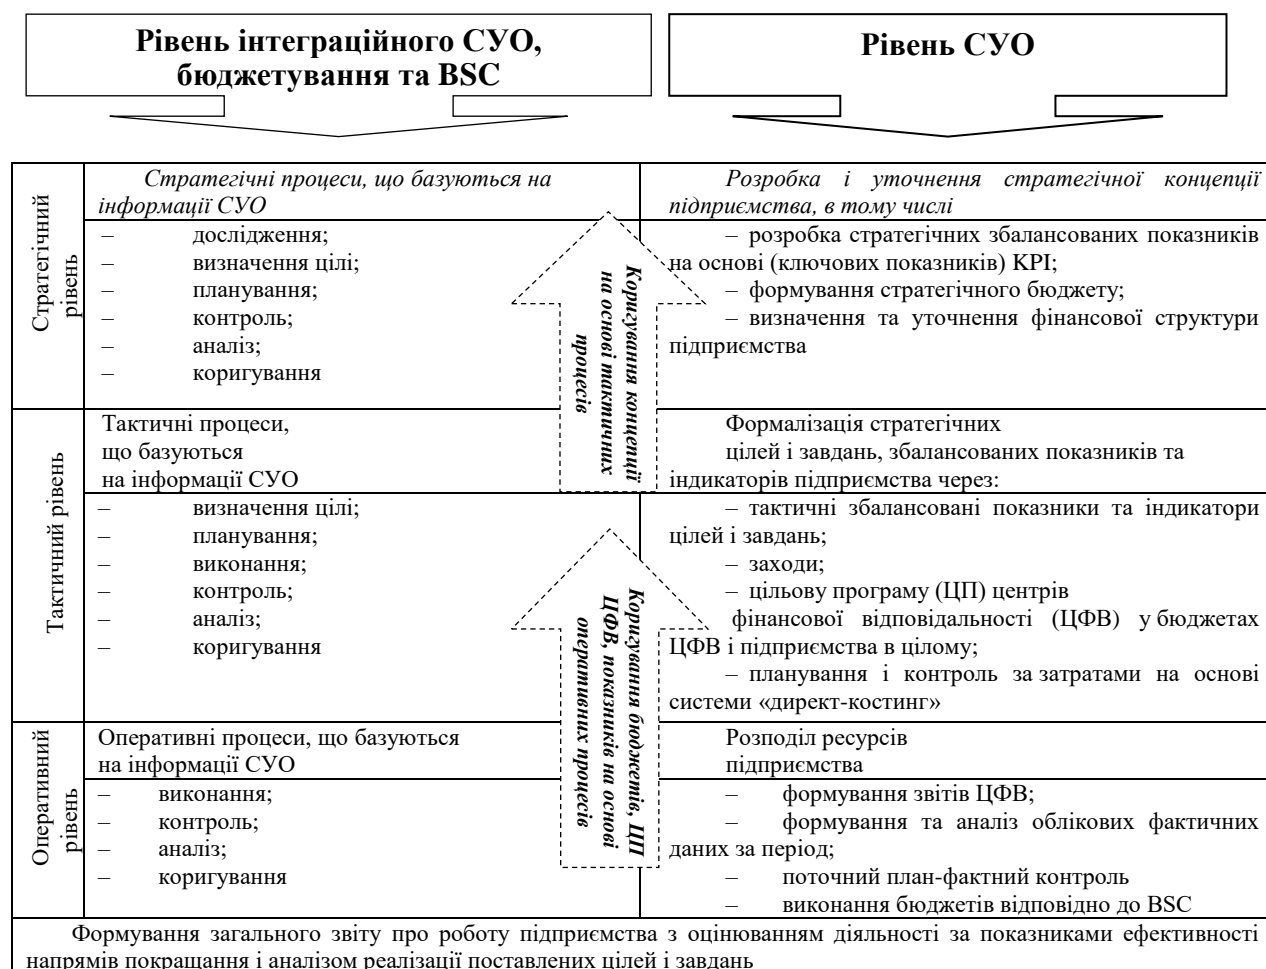 Рівень інтеграційного СУО,
бюджетування та BSC
Рівень СУО
Стратегічний
рівень
Стратегічні процеси, що базуються на
інформації СУО
– дослідження;
– визначення цілі;
– планування;
– контроль;
– аналіз;
– коригування
Коригування концепції
на основі тактичних
процесів
Розробка і уточнення стратегічної концепції
підприємства, в тому числі
– розробка стратегічних збалансованих показників
на основі (ключових показників) KPI;
– формування стратегічного бюджету;
– визначення та уточнення фінансової структури
підприємства
Тактичний рівень
Тактичні процеси,
що базуються
на інформації СУО
– визначення цілі;
– планування;
– виконання;
– контроль;
– аналіз;
– коригування
Коригування бюджетів, ЦП
ЦФВ, показників на основі
оперативних процесів
Формалізація стратегічних
цілей і завдань, збалансованих показників та
індикаторів підприємства через:
– тактичні збалансовані показники та індикатори
цілей і завдань;
– заходи;
– цільову програму (ЦП) центрів
фінансової відповідальності (ЦФВ) у бюджетах
ЦФВ і підприємства в цілому;
– планування і контроль за затратами на основі
системи «директ-костинг»
Оперативний
рівень
Оперативні процеси, що базуються
на інформації СУО
– виконання;
– контроль;
– аналіз;
– коригування
Розподіл ресурсів
підприємства
– формування звітів ЦФВ;
– формування та аналіз облікових фактичних
даних за період;
– поточний план-фактний контроль
– виконання бюджетів відповідно до BSC
Формування загального звіту про роботу підприємства з оцінюванням діяльності за показниками ефективності
напрямів покращання і аналізом реалізації поставлених цілей і завдань